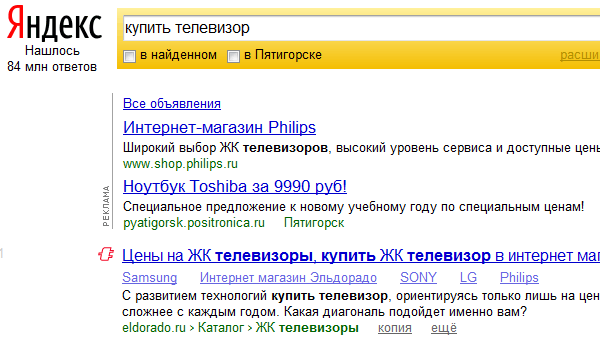 Яндекс
Нашлось
84 млн ответов
купить телевизор
в найденном в Пятигорске
расши
Все объявления
Интернет-магазин Philips
Широкий выбор ЖК телевизоров, высокий уровень сервиса и доступные цены
www.shop.philips.ru
Ноутбук Toshiba за 9990 руб!
Специальное предложение к новому учебному году по специальным ценам!
pyatigorsk.positronica.ru Пятигорск
РЕКЛАМА
1
Цены на ЖК телевизоры, купить ЖК телевизор в интернет маг
Samsung Интернет магазин Эльдорадо SONY LG Philips
С развитием технологий купить телевизор, ориентируясь только лишь на цен
сложнее с каждым годом. Какая диагональ подойдет именно вам?
eldorado.ru › Каталог › ЖК телевизоры копия ещё